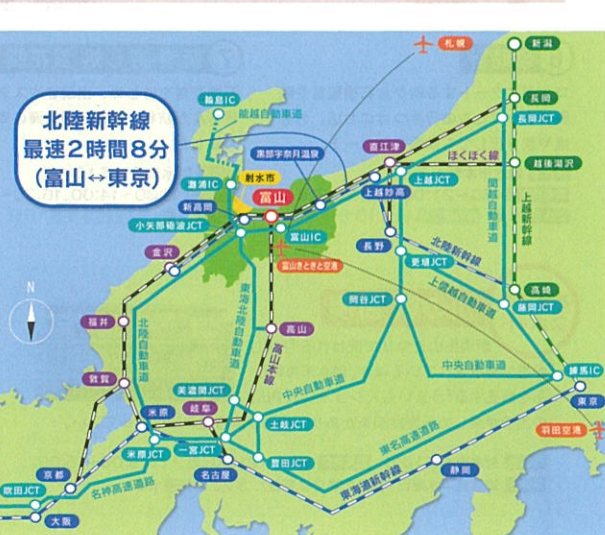 札幌
新潟
輪島IC
能越自動車道
長岡
長岡JCT
北陸新幹線
最速2時間8分
(富山↔東京)
直江津
ほくほく線
越後湯沢
黒部宇奈月温泉
上越JCT
灘浦IC
射水市
上越妙高
関越自動車道
上越新幹線
富山
新高岡
小矢部砺波JCT
富山IC
長野
北陸新幹線
更埴JCT
金沢
富山きときと空港
上信越自動車道
高崎
藤岡JCT
岡谷JCT
N
福井
北陸自動車道
東海北陸自動車道
高山
高山本線
中央自動車道
練馬IC
敦賀
美濃関JCT
中央自動車道
東京
米原
岐阜
土岐JCT
東名高速道路
羽田空港
米原JCT
一宮JCT
豊田JCT
静岡
京都
名古屋
吹田JCT
名神高速道路
東海道新幹線
大阪